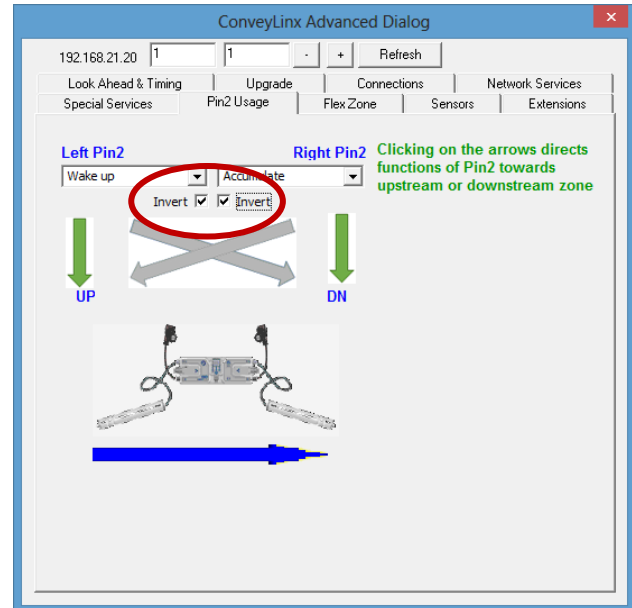 ConveyLinx Advanced Dialog
×
192.168.21.20 1 1 - + Refresh
Look Ahead & Timing Upgrade Connections Network Services
Special Services Pin2 Usage Flex Zone Sensors Extensions
Left Pin2 Right Pin2
Wake up Accumulate
Invert Invert
Clicking on the arrows directs
functions of Pin2 towards
upstream or downstream zone
UP DN